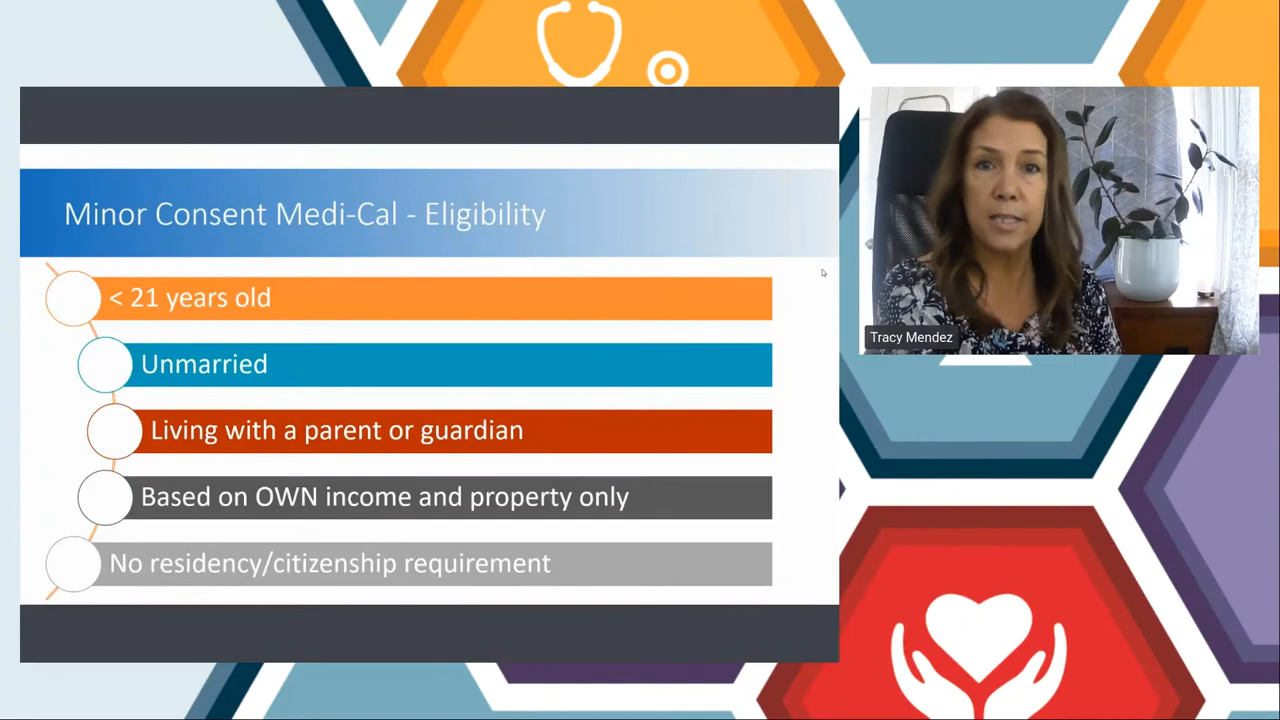 Minor Consent Medi-Cal - Eligibility
< 21 years old
Unmarried
Living with a parent or guardian
Based on OWN income and property only
No residency/citizenship requirement
Tracy Mendez